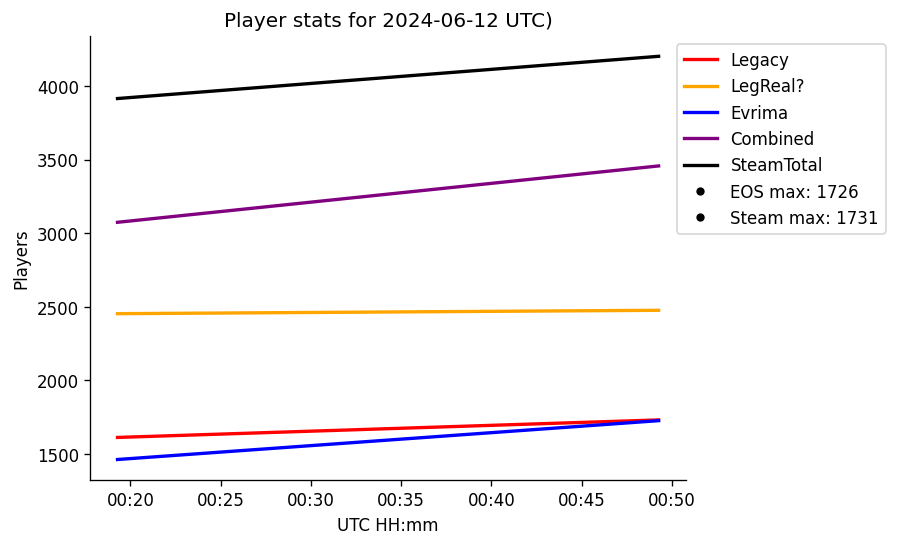 Player stats for 2024-06-12 UTC)
Legacy
LegReal?
Evrima
Combined
SteamTotal
EOS max: 1726
Steam max: 1731
Players
4000
3500
3000
2500
2000
1500
00:20 00:25 00:30 00:35 00:40 00:45 00:50
UTC HH:mm